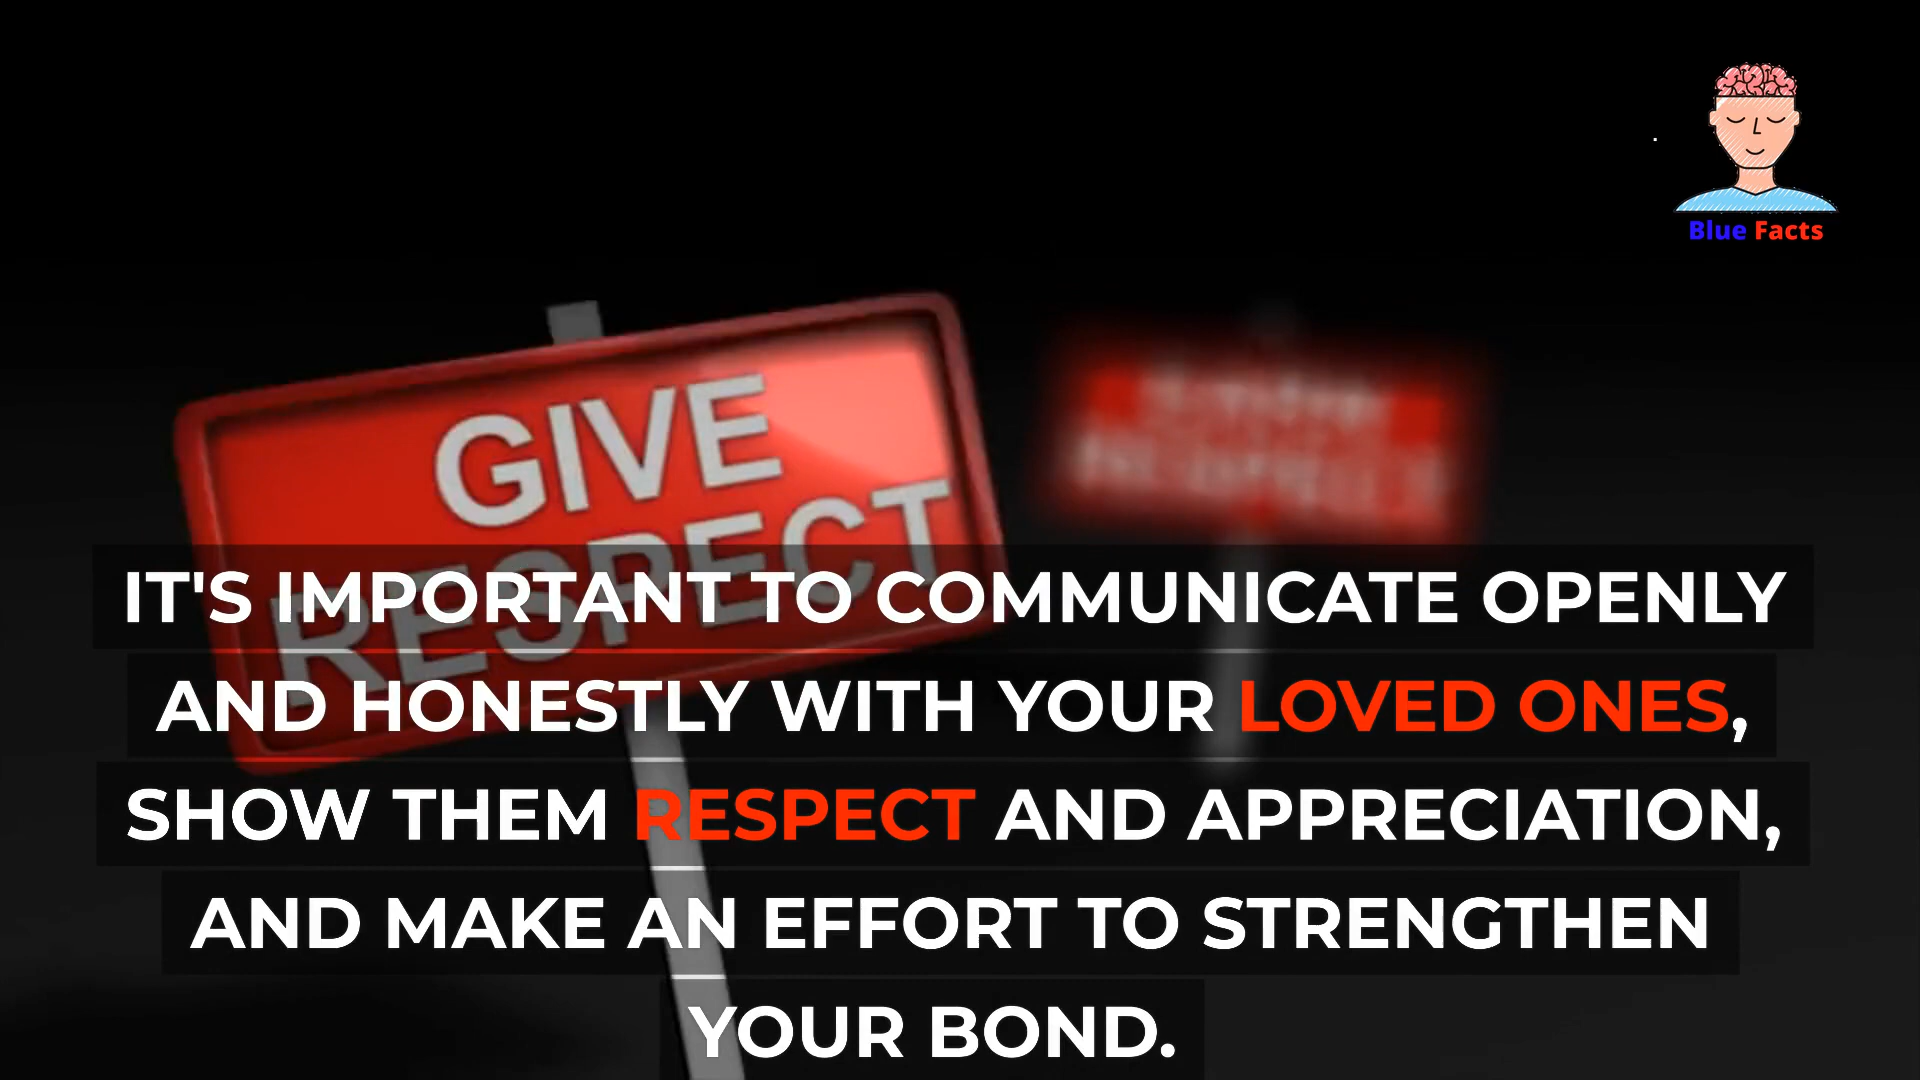 Blue Facts
GIVE
RESPECT
IT'S IMPORTANT TO COMMUNICATE OPENLY
AND HONESTLY WITH YOUR LOVED ONES,
SHOW THEM RESPECT AND APPRECIATION,
AND MAKE AN EFFORT TO STRENGTHEN
YOUR BOND.